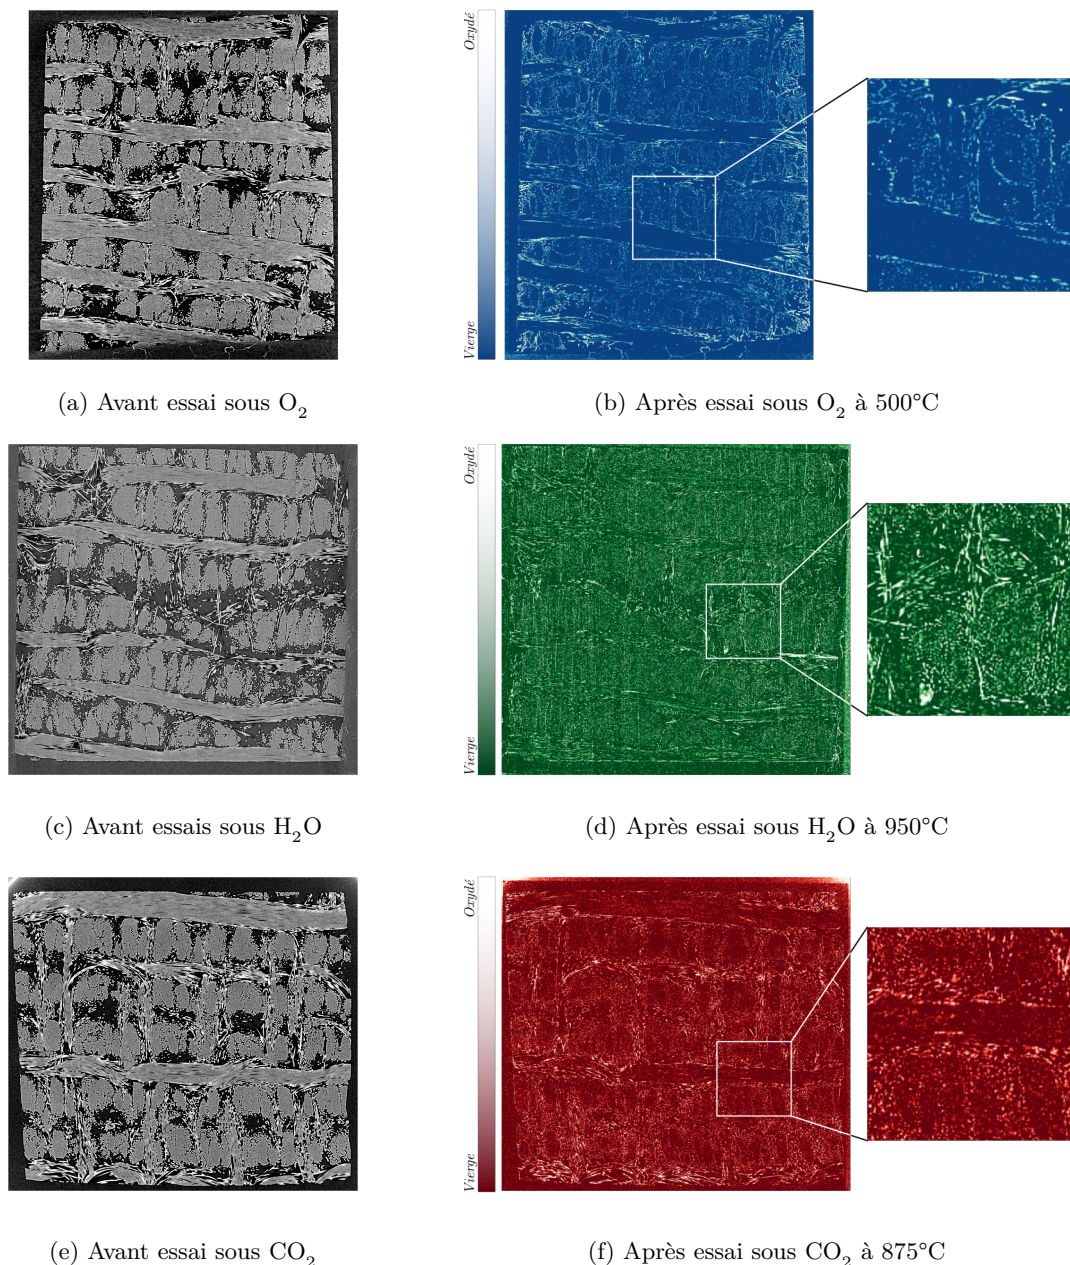 Oxydé
Vierge
(a) Avant essai sous O₂
(b) Après essai sous O₂ à 500°C
Oxydé
Vierge
(c) Avant essais sous H₂O
(d) Après essai sous H₂O à 950°C
Oxydé
Vierge
(e) Avant essai sous CO₂
(f) Après essai sous CO₂ à 875°C